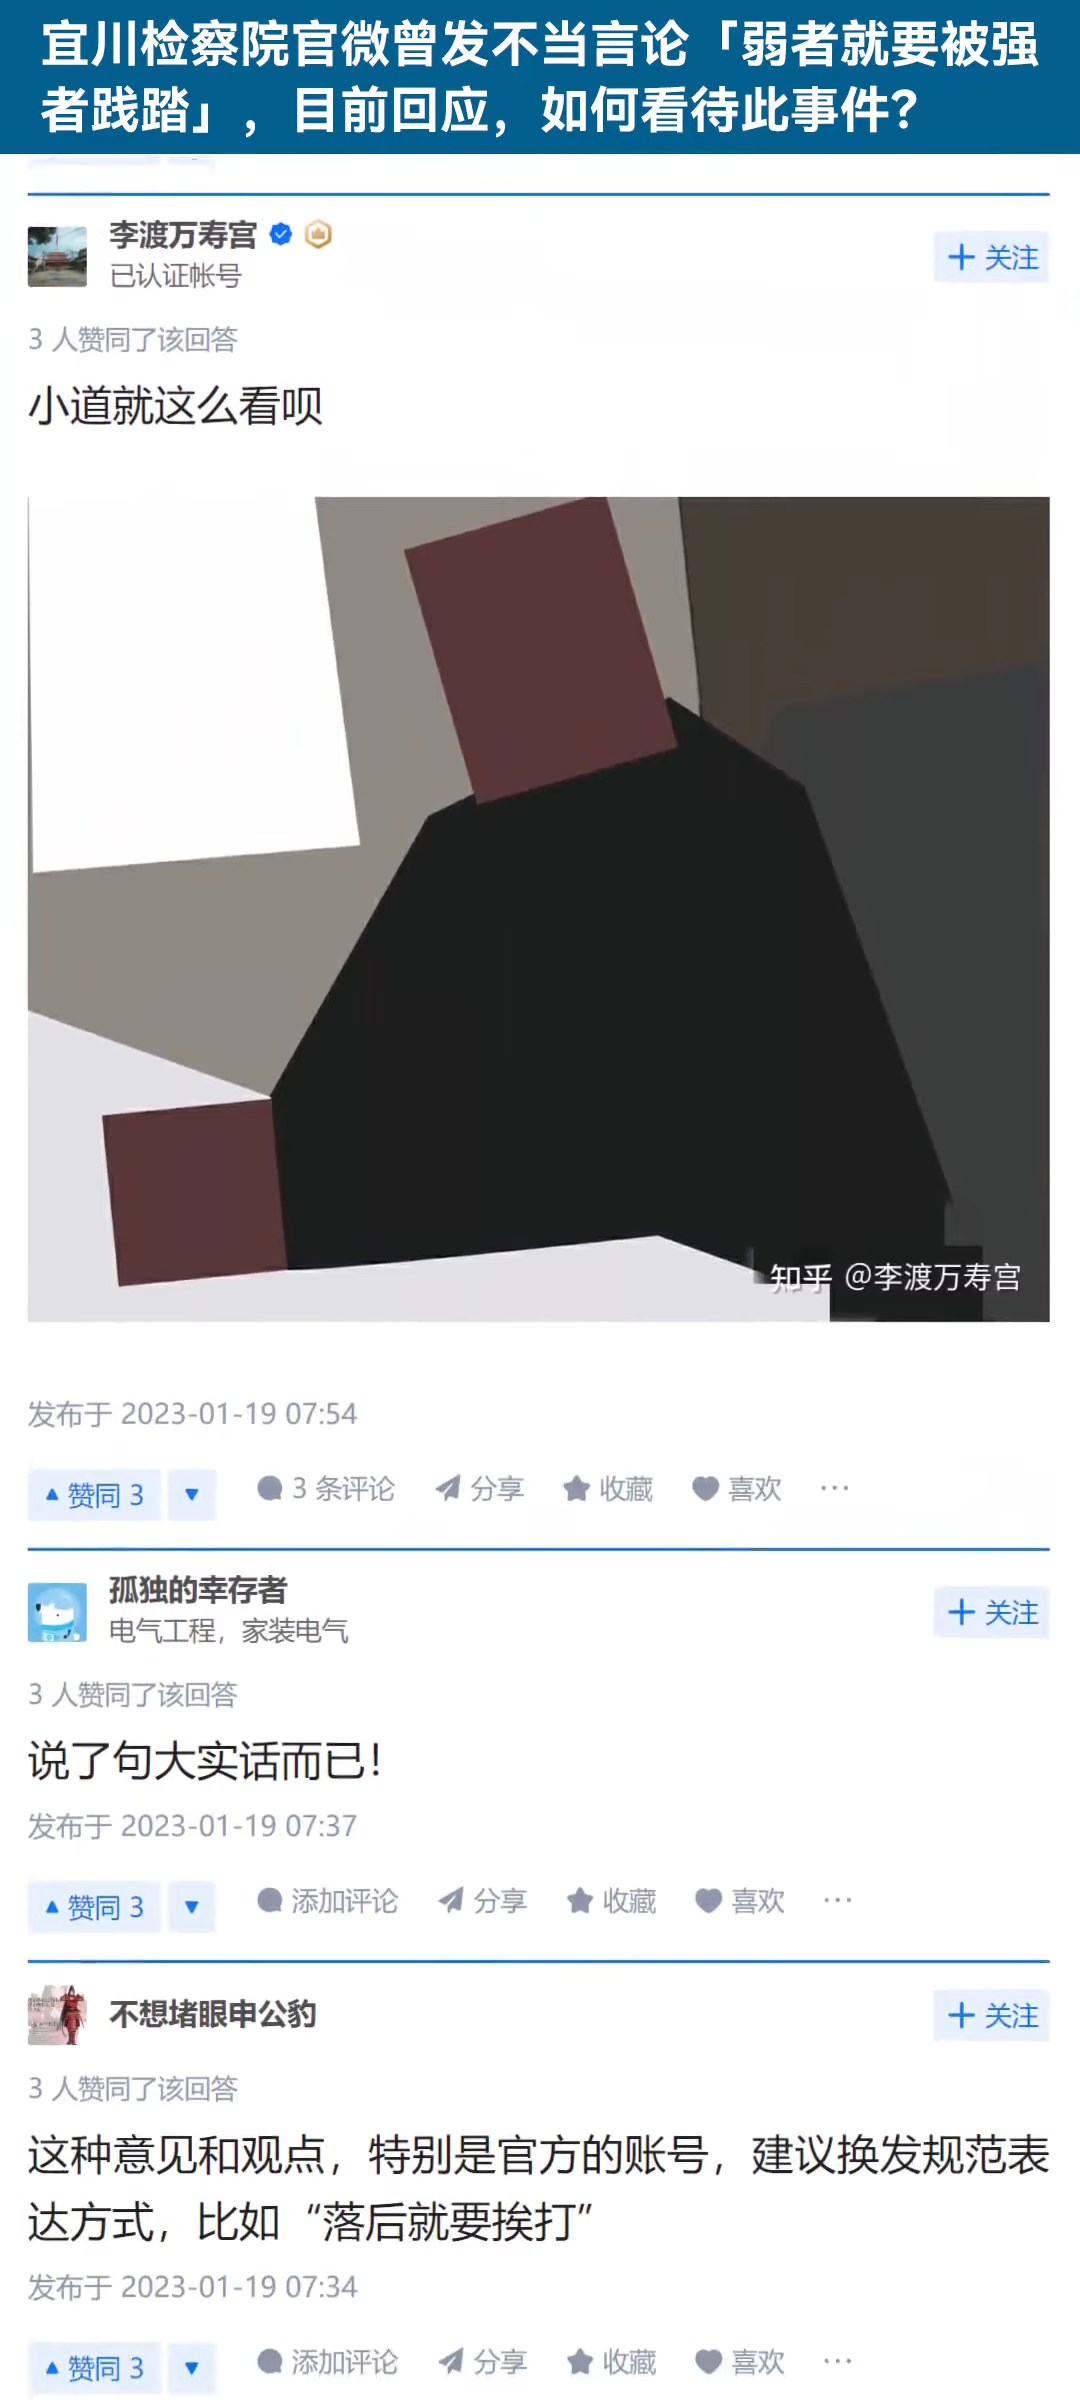 宜川检察院官微曾发不当言论「弱者就要被强
者践踏」，目前回应，如何看待此事件？
李渡万寿宫
已认证帐号
+ 关注
3 人赞同了该回答
小道就这么看呗
知乎 @李渡万寿宫
发布于 2023-01-19 07:54
赞同 3
3 条评论
分享
收藏
喜欢
孤独的幸存者
电气工程，家装电气
+ 关注
3 人赞同了该回答
说了句大实话而已！
发布于 2023-01-19 07:37
赞同 3
添加评论
分享
收藏
喜欢
不想堵眼申公豹
+ 关注
3 人赞同了该回答
这种意见和观点，特别是官方的账号，建议换发规范表
达方式，比如“落后就要挨打”
发布于 2023-01-19 07:34
赞同 3
添加评论
分享
收藏
喜欢